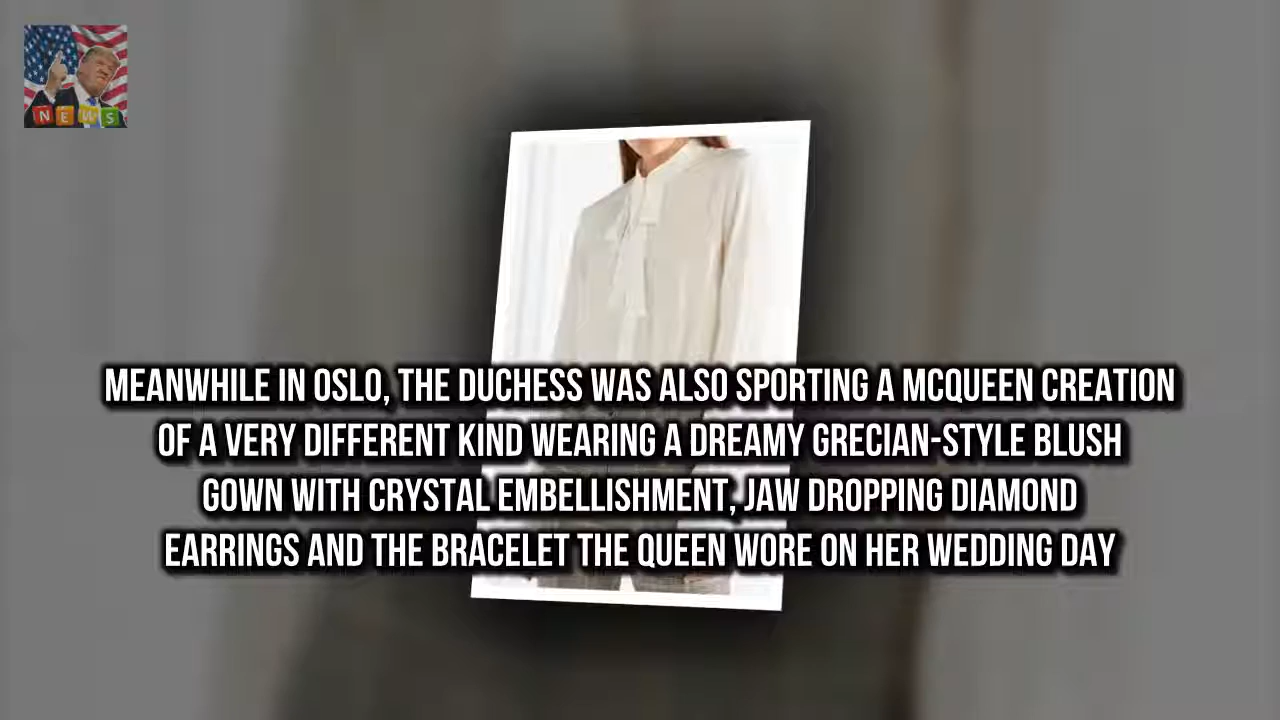 NEWS
MEANWHILE IN OSLO, THE DUCHESS WAS ALSO SPORTING A MCQUEEN CREATION
OF A VERY DIFFERENT KIND WEARING A DREAMY GRECIAN-STYLE BLUSH
GOWN WITH CRYSTAL EMBELLISHMENT, JAW DROPPING DIAMOND
EARRINGS AND THE BRACELET THE QUEEN WORE ON HER WEDDING DAY